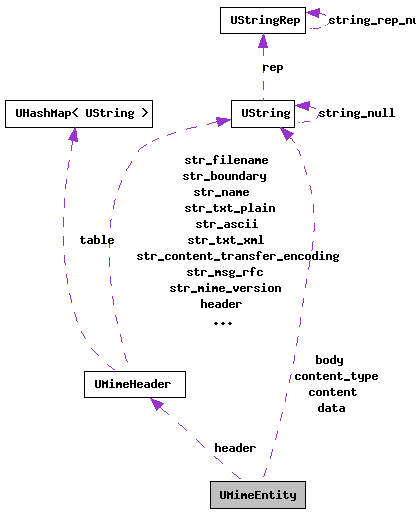 UStringRep
string_rep_nu
rep
UHashMap< UString >
UString
string_null
str_filename
str_boundary
str_name
str_txt_plain
str_ascii
table
str_txt_xml
str_content_transfer_encoding
str_msg_rfc
str_mime_version
header
...
body
content_type
content
data
UMimeHeader
header
UMimeEntity